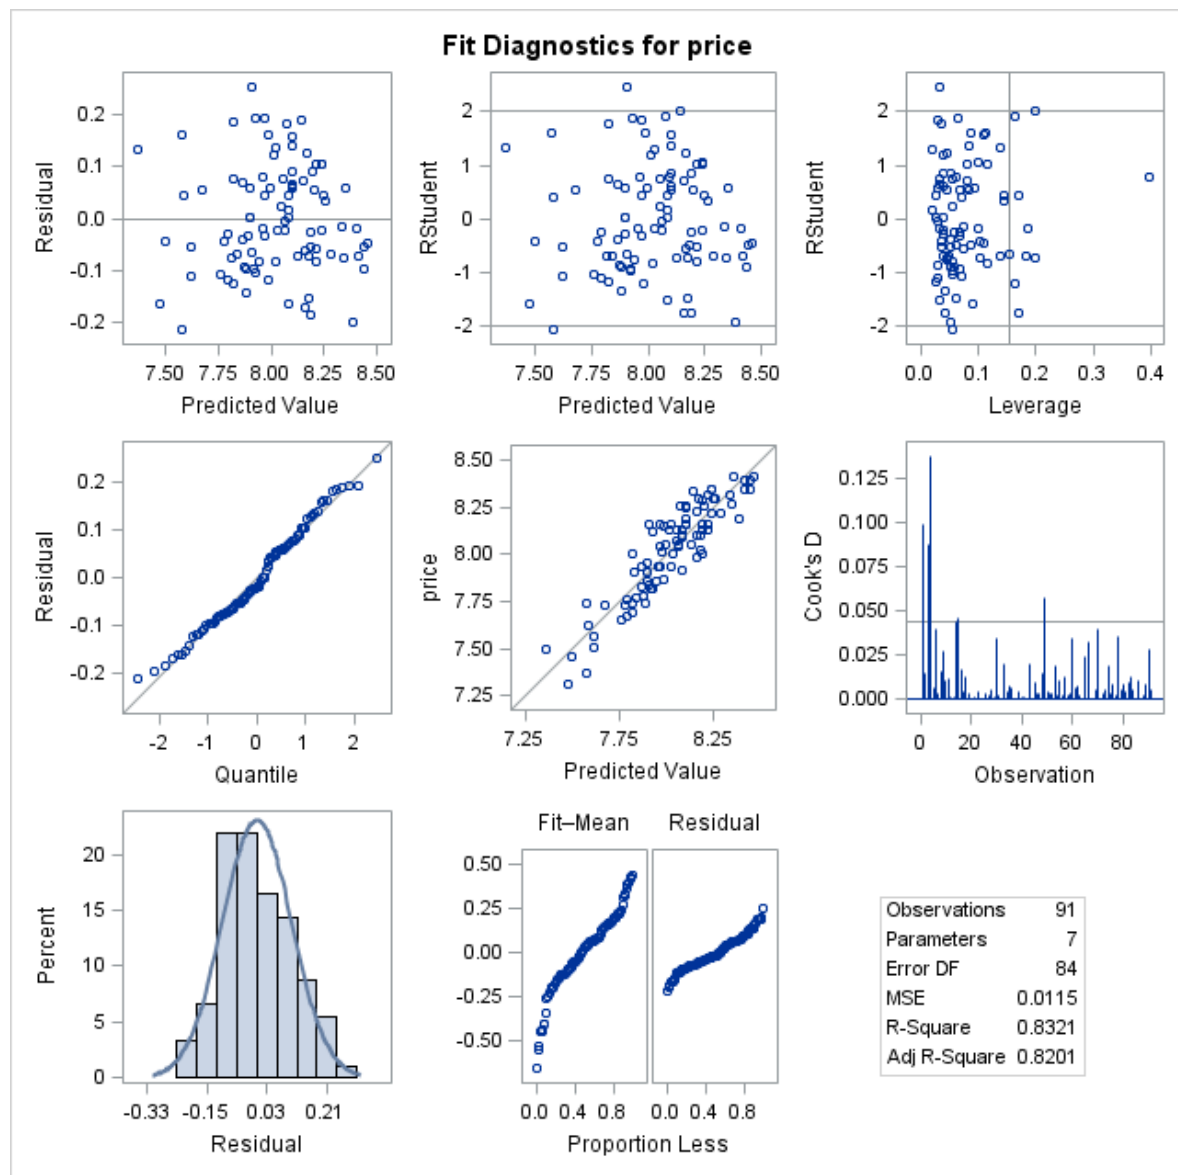 Fit Diagnostics for price
Residual
0.2
0.1
0.0
-0.1
-0.2
7.50 7.75 8.00 8.25 8.50
Predicted Value
RStudent
2
1
0
-1
-2
7.50 7.75 8.00 8.25 8.50
Predicted Value
RStudent
2
1
0
-1
-2
0.0 0.1 0.2 0.3 0.4
Leverage
Residual
0.2
0.1
0.0
-0.1
-0.2
-2 -1 0 1 2
Quantile
price
8.50
8.25
8.00
7.75
7.50
7.25
7.25 7.75 8.25
Predicted Value
Cook's D
0.125
0.100
0.075
0.050
0.025
0.000
0 20 40 60 80
Observation
Percent
20
15
10
5
0
-0.33 -0.15 0.03 0.21
Residual
Fit–Mean Residual
0.50
0.25
0.00
-0.25
-0.50
0.0 0.4 0.8 0.0 0.4 0.8
Proportion Less
Observations 91
Parameters 7
Error DF 84
MSE 0.0115
R-Square 0.8321
Adj R-Square 0.8201